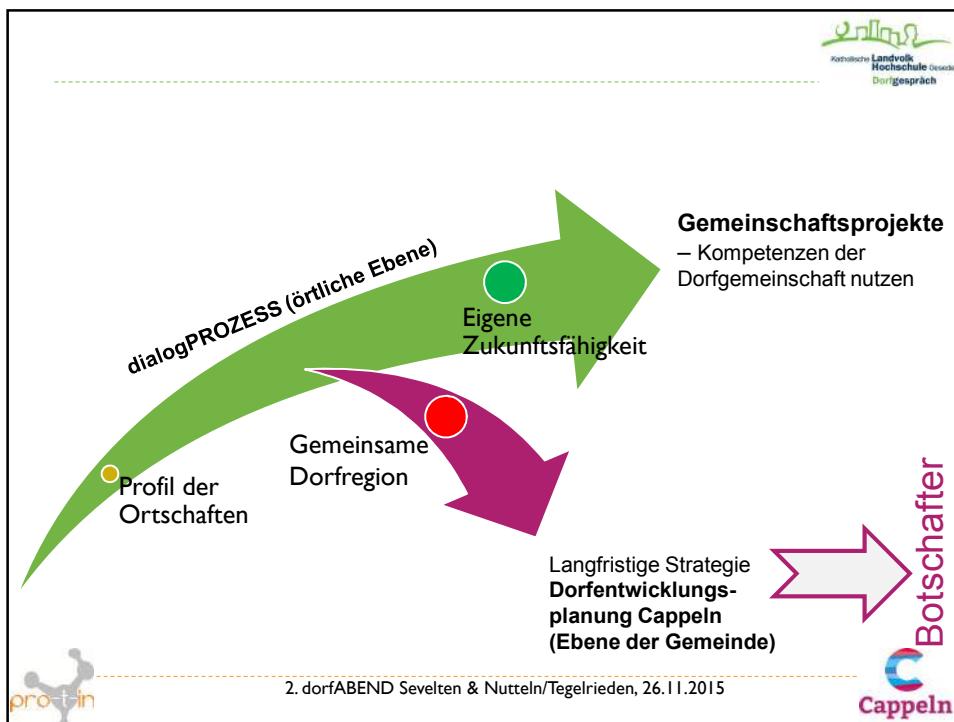 Katholische Landvolk
Hochschule Oesede
Dorfgespräch
dialogPROZESS (örtliche Ebene)
Gemeinschaftsprojekte
– Kompetenzen der
Dorfgemeinschaft nutzen
Eigene
Zukunftsfähigkeit
Gemeinsame
Dorfregion
Profil der
Ortschaften
Langfristige Strategie
Dorfentwicklungs-
planung Cappeln
(Ebene der Gemeinde)
Botschafter
pro-t-in
2. dorfABEND Sevelten & Nutteln/Tegelrieden, 26.11.2015
Cappeln